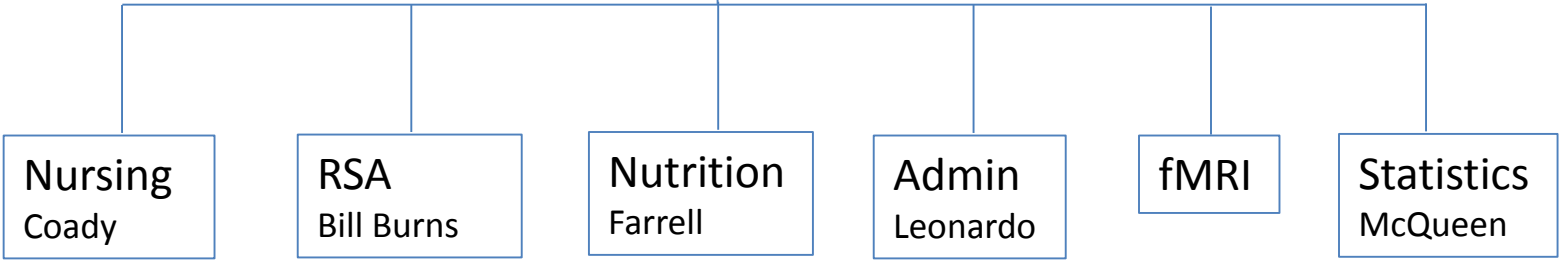 Nursing
Coady
RSA
Bill Burns
Nutrition
Farrell
Admin
Leonardo
fMRI
Statistics
McQueen